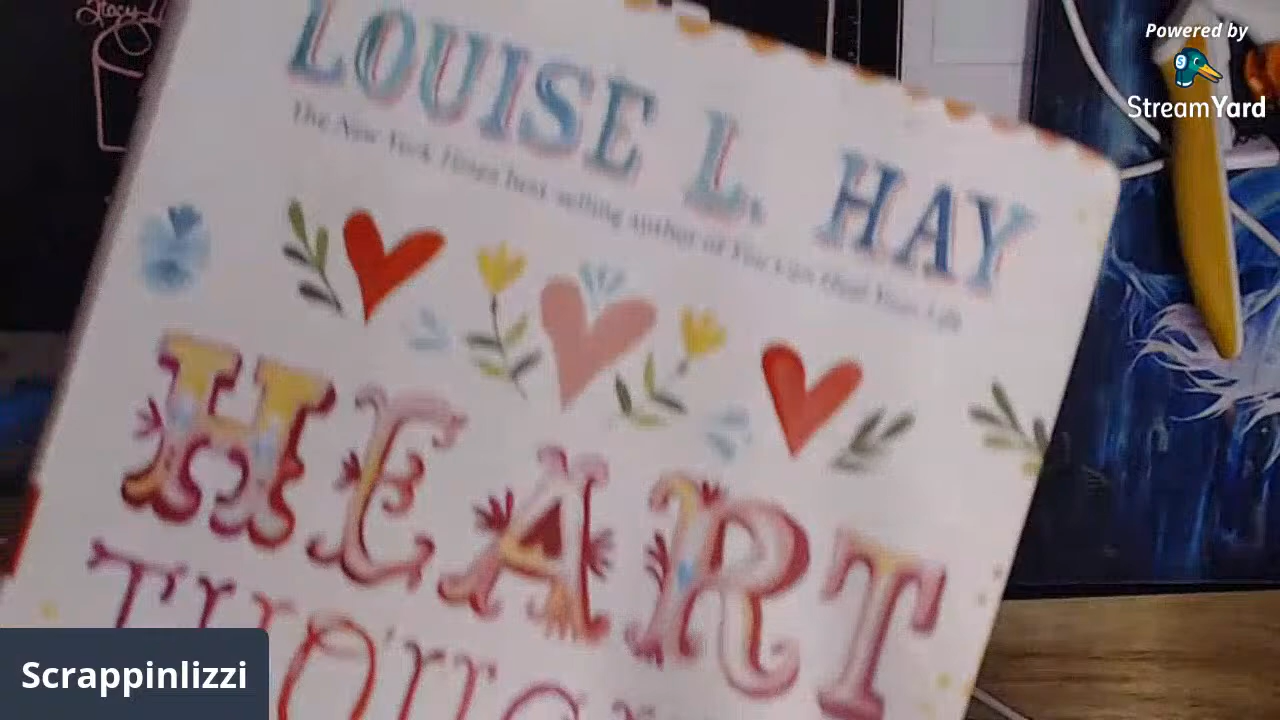 Stacy
LOUISE L. HAY
The New York Times best-selling author of You Can Heal Your Life
HEART
Powered by
StreamYard
Scrappinlizzi